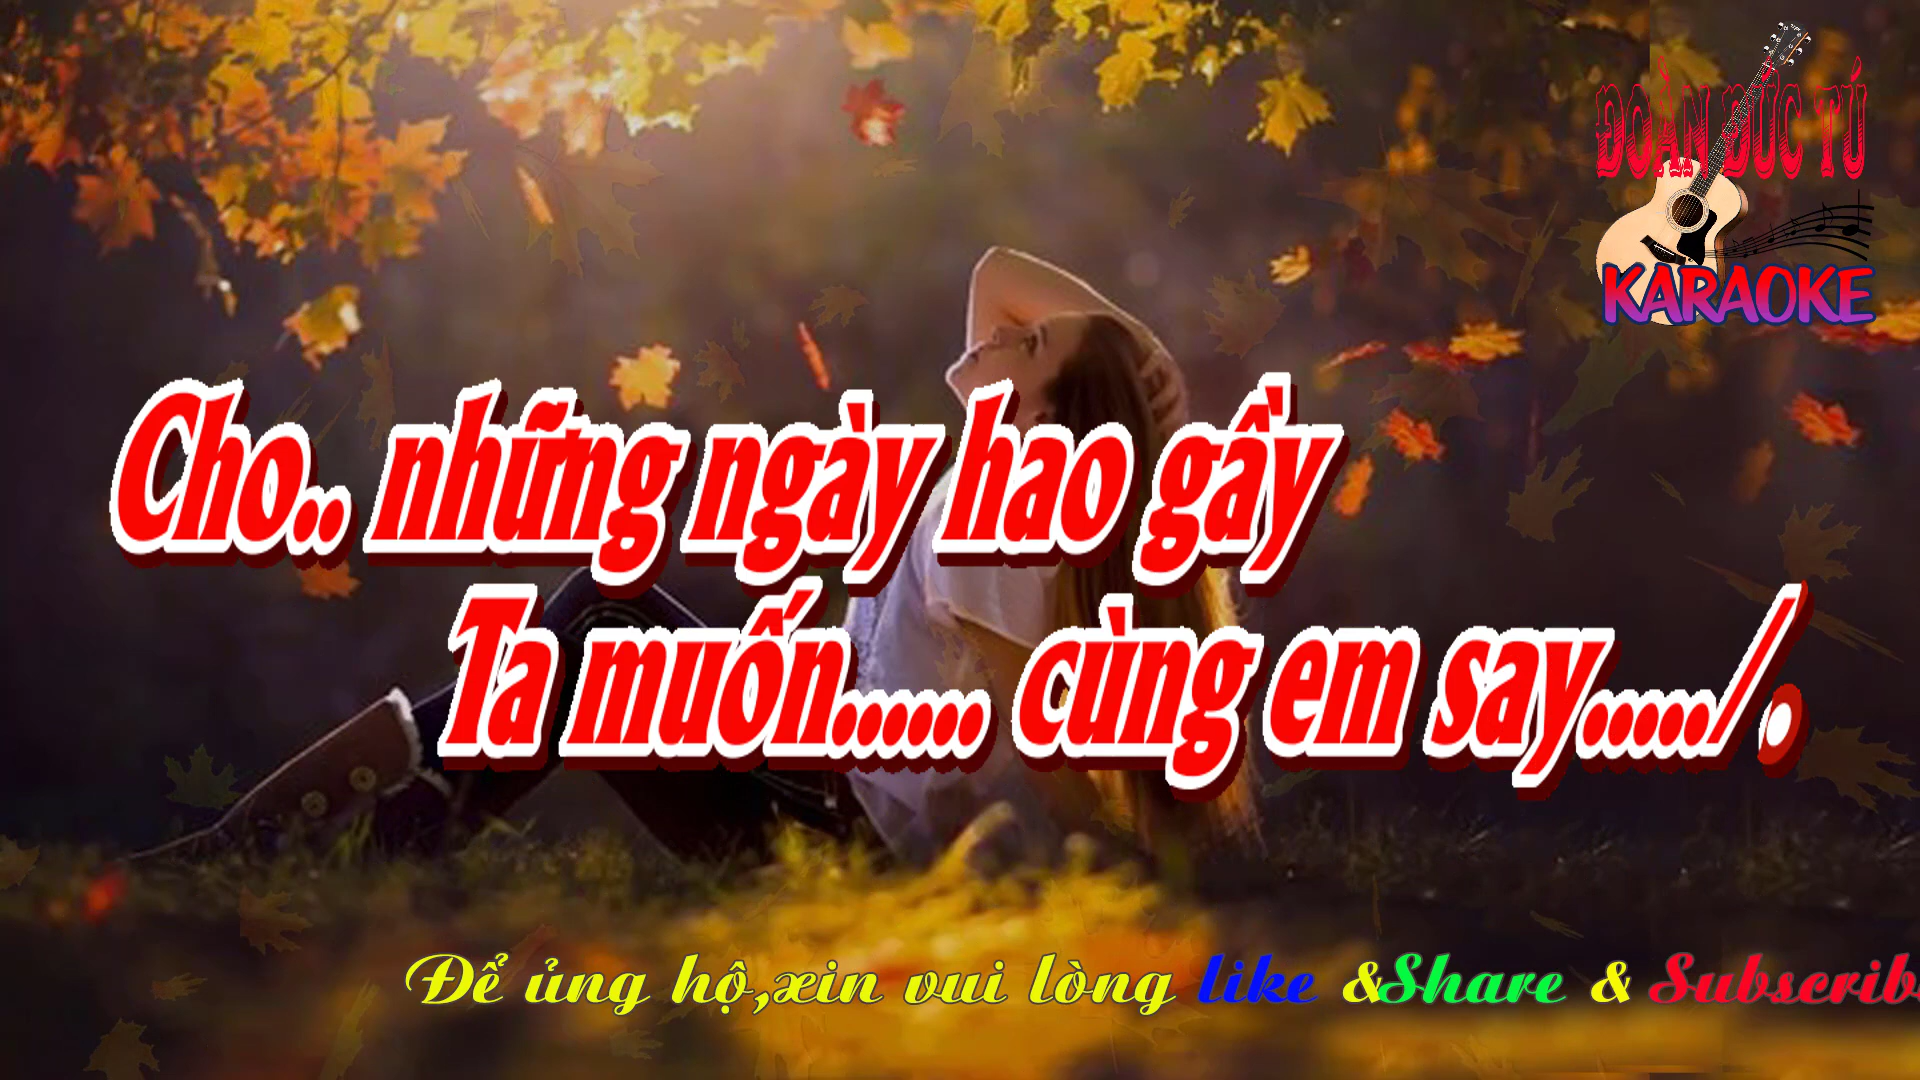 ĐOÀN ĐỨC TÚ
KARAOKE
Cho.. những ngày hao gầy
Ta muốn...... cùng em say...../.
Để ủng hộ,xin vui lòng like &Share & Subscrib